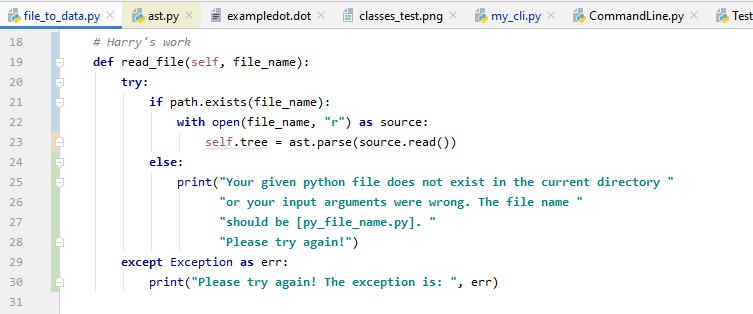 file_to_data.py ast.py exampledot.dot classes_test.png my_cli.py CommandLine.py Test
18 # Harry's work
19 def read_file(self, file_name):
20 try:
21 if path.exists(file_name):
22 with open(file_name, "r") as source:
23 self.tree = ast.parse(source.read())
24 else:
25 print("Your given python file does not exist in the current directory "
26 "or your input arguments were wrong. The file name "
27 "should be [py_file_name.py]. "
28 "Please try again!")
29 except Exception as err:
30 print("Please try again! The exception is: ", err)
31